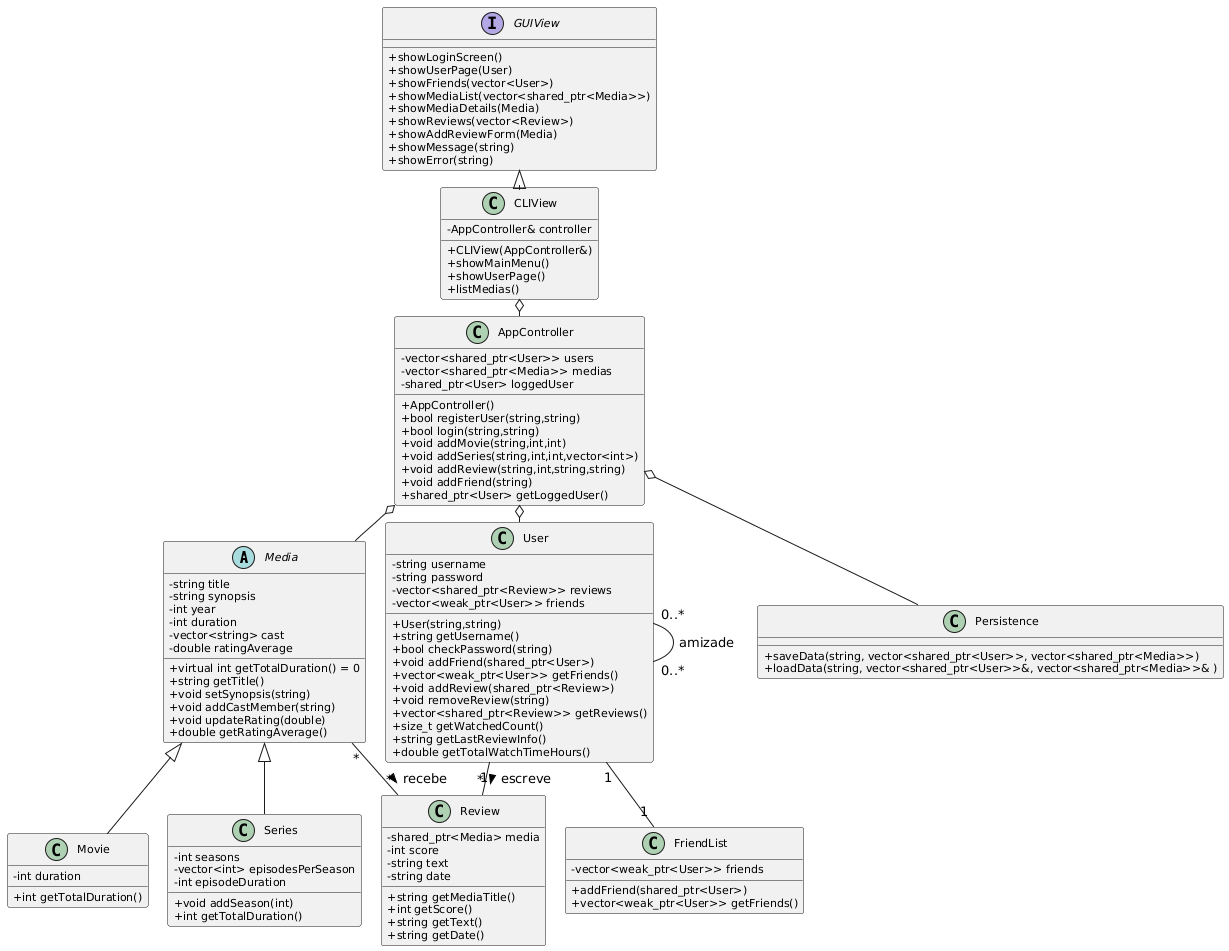 I GUIView
+showLoginScreen()
+showUserPage(User)
+showFriends(vector<User>)
+showMediaList(vector<shared_ptr<Media>>)
+showMediaDetails(Media)
+showReviews(vector<Review>)
+showAddReviewForm(Media)
+showMessage(string)
+showError(string)
C CLIView
-AppController& controller
+CLIView(AppController&)
+showMainMenu()
+showUserPage()
+listMedias()
C AppController
-vector<shared_ptr<User>> users
-vector<shared_ptr<Media>> medias
-shared_ptr<User> loggedUser
+AppController()
+bool registerUser(string,string)
+bool login(string,string)
+void addMovie(string,int,int)
+void addSeries(string,int,int,vector<int>)
+void addReview(string,int,string,string)
+void addFriend(string)
+shared_ptr<User> getLoggedUser()
A Media
-string title
-string synopsis
-int year
-int duration
-vector<string> cast
-double ratingAverage
+virtual int getTotalDuration() = 0
+string getTitle()
+void setSynopsis(string)
+void addCastMember(string)
+void updateRating(double)
+double getRatingAverage()
C User
-string username
-string password
-vector<shared_ptr<Review>> reviews
-vector<weak_ptr<User>> friends
+User(string,string)
+string getUsername()
+bool checkPassword(string)
+void addFriend(shared_ptr<User>)
+vector<weak_ptr<User>> getFriends()
+void addReview(shared_ptr<Review>)
+void removeReview(string)
+vector<shared_ptr<Review>> getReviews()
+size_t getWatchedCount()
+string getLastReviewInfo()
+double getTotalWatchTimeHours()
0..*
amizade
0..*
C Persistence
+saveData(string, vector<shared_ptr<User>>, vector<shared_ptr<Media>>)
+loadData(string, vector<shared_ptr<User>>&, vector<shared_ptr<Media>>& )
*
* recebe
* 1 escreve
1
1
C Movie
-int duration
+int getTotalDuration()
C Series
-int seasons
-vector<int> episodesPerSeason
-int episodeDuration
+void addSeason(int)
+int getTotalDuration()
C Review
-shared_ptr<Media> media
-int score
-string text
-string date
+string getMediaTitle()
+int getScore()
+string getText()
+string getDate()
C FriendList
-vector<weak_ptr<User>> friends
+addFriend(shared_ptr<User>)
+vector<weak_ptr<User>> getFriends()